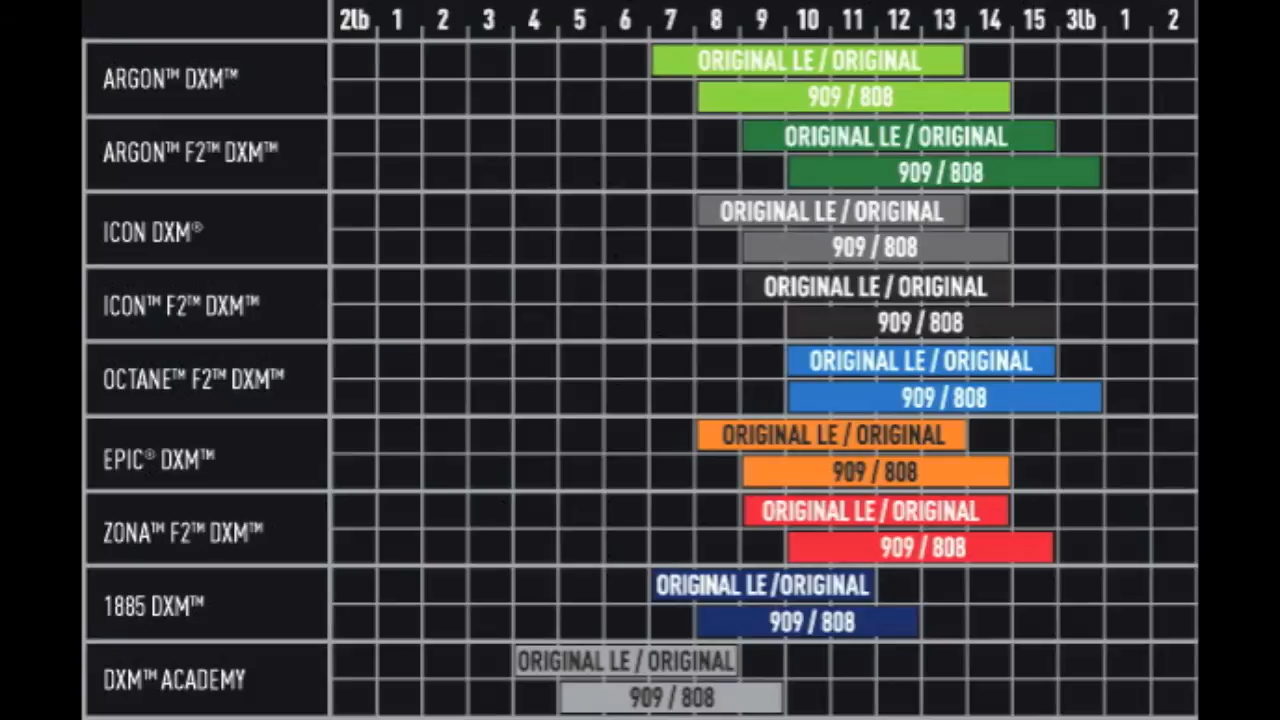 2lb 1 2 3 4 5 6 7 8 9 10 11 12 13 14 15 3lb 1 2
ARGON™ DXM™
ORIGINAL LE / ORIGINAL
909 / 808
ARGON™ F2™ DXM™
ORIGINAL LE / ORIGINAL
909 / 808
ICON DXM®
ORIGINAL LE / ORIGINAL
909 / 808
ICON™ F2™ DXM™
ORIGINAL LE / ORIGINAL
909 / 808
OCTANE™ F2™ DXM™
ORIGINAL LE / ORIGINAL
909 / 808
EPIC® DXM™
ORIGINAL LE / ORIGINAL
909 / 808
ZONA™ F2™ DXM™
ORIGINAL LE / ORIGINAL
909 / 808
1885 DXM™
ORIGINAL LE /ORIGINAL
909 / 808
DXM™ ACADEMY
ORIGINAL LE / ORIGINAL
909 / 808